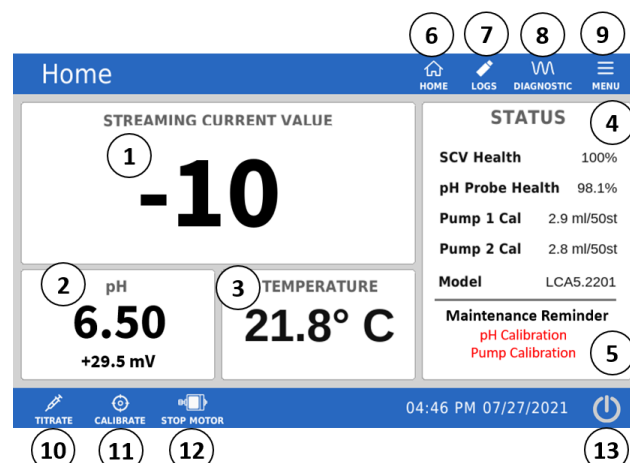 6 7 8 9
Home
HOME LOGS DIAGNOSTIC MENU
STREAMING CURRENT VALUE
1
-10
2
pH
6.50
+29.5 mV
3
TEMPERATURE
21.8° C
STATUS
4
SCV Health 100%
pH Probe Health 98.1%
Pump 1 Cal 2.9 ml/50st
Pump 2 Cal 2.8 ml/50st
Model LCA5.2201
Maintenance Reminder
pH Calibration
Pump Calibration
5
TITRATE CALIBRATE STOP MOTOR
04:46 PM 07/27/2021
10 11 12 13